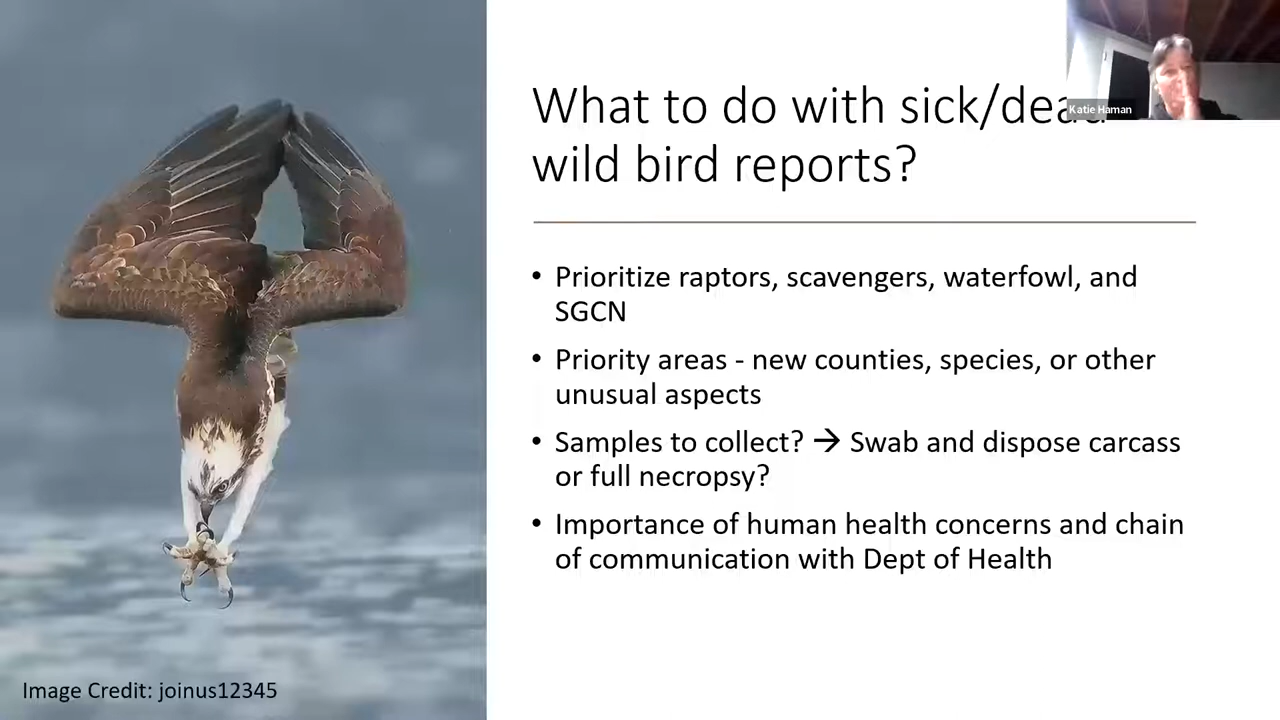 Katie Haman
What to do with sick/dead
wild bird reports?
• Prioritize raptors, scavengers, waterfowl, and
SGCN
• Priority areas - new counties, species, or other
unusual aspects
• Samples to collect? → Swab and dispose carcass
or full necropsy?
• Importance of human health concerns and chain
of communication with Dept of Health
Image Credit: joinus12345